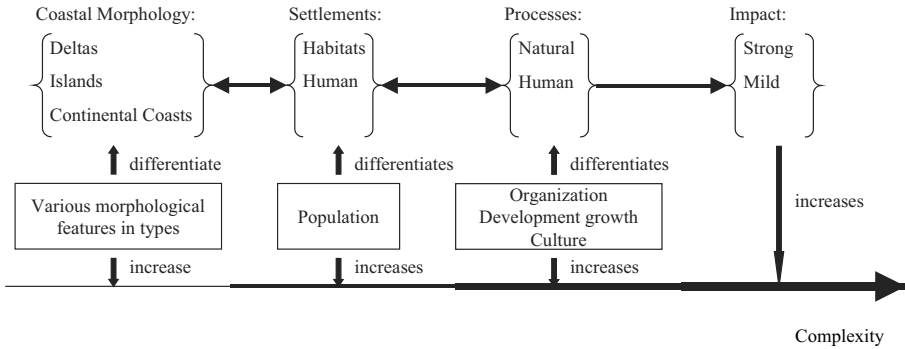 Coastal Morphology:
Settlements:
Processes:
Impact:
Deltas
Islands
Continental Coasts
Habitats
Human
Natural
Human
Strong
Mild
differentiate
differentiates
differentiates
Various morphological
features in types
Population
Organization
Development growth
Culture
increases
increase
increases
increases
Complexity